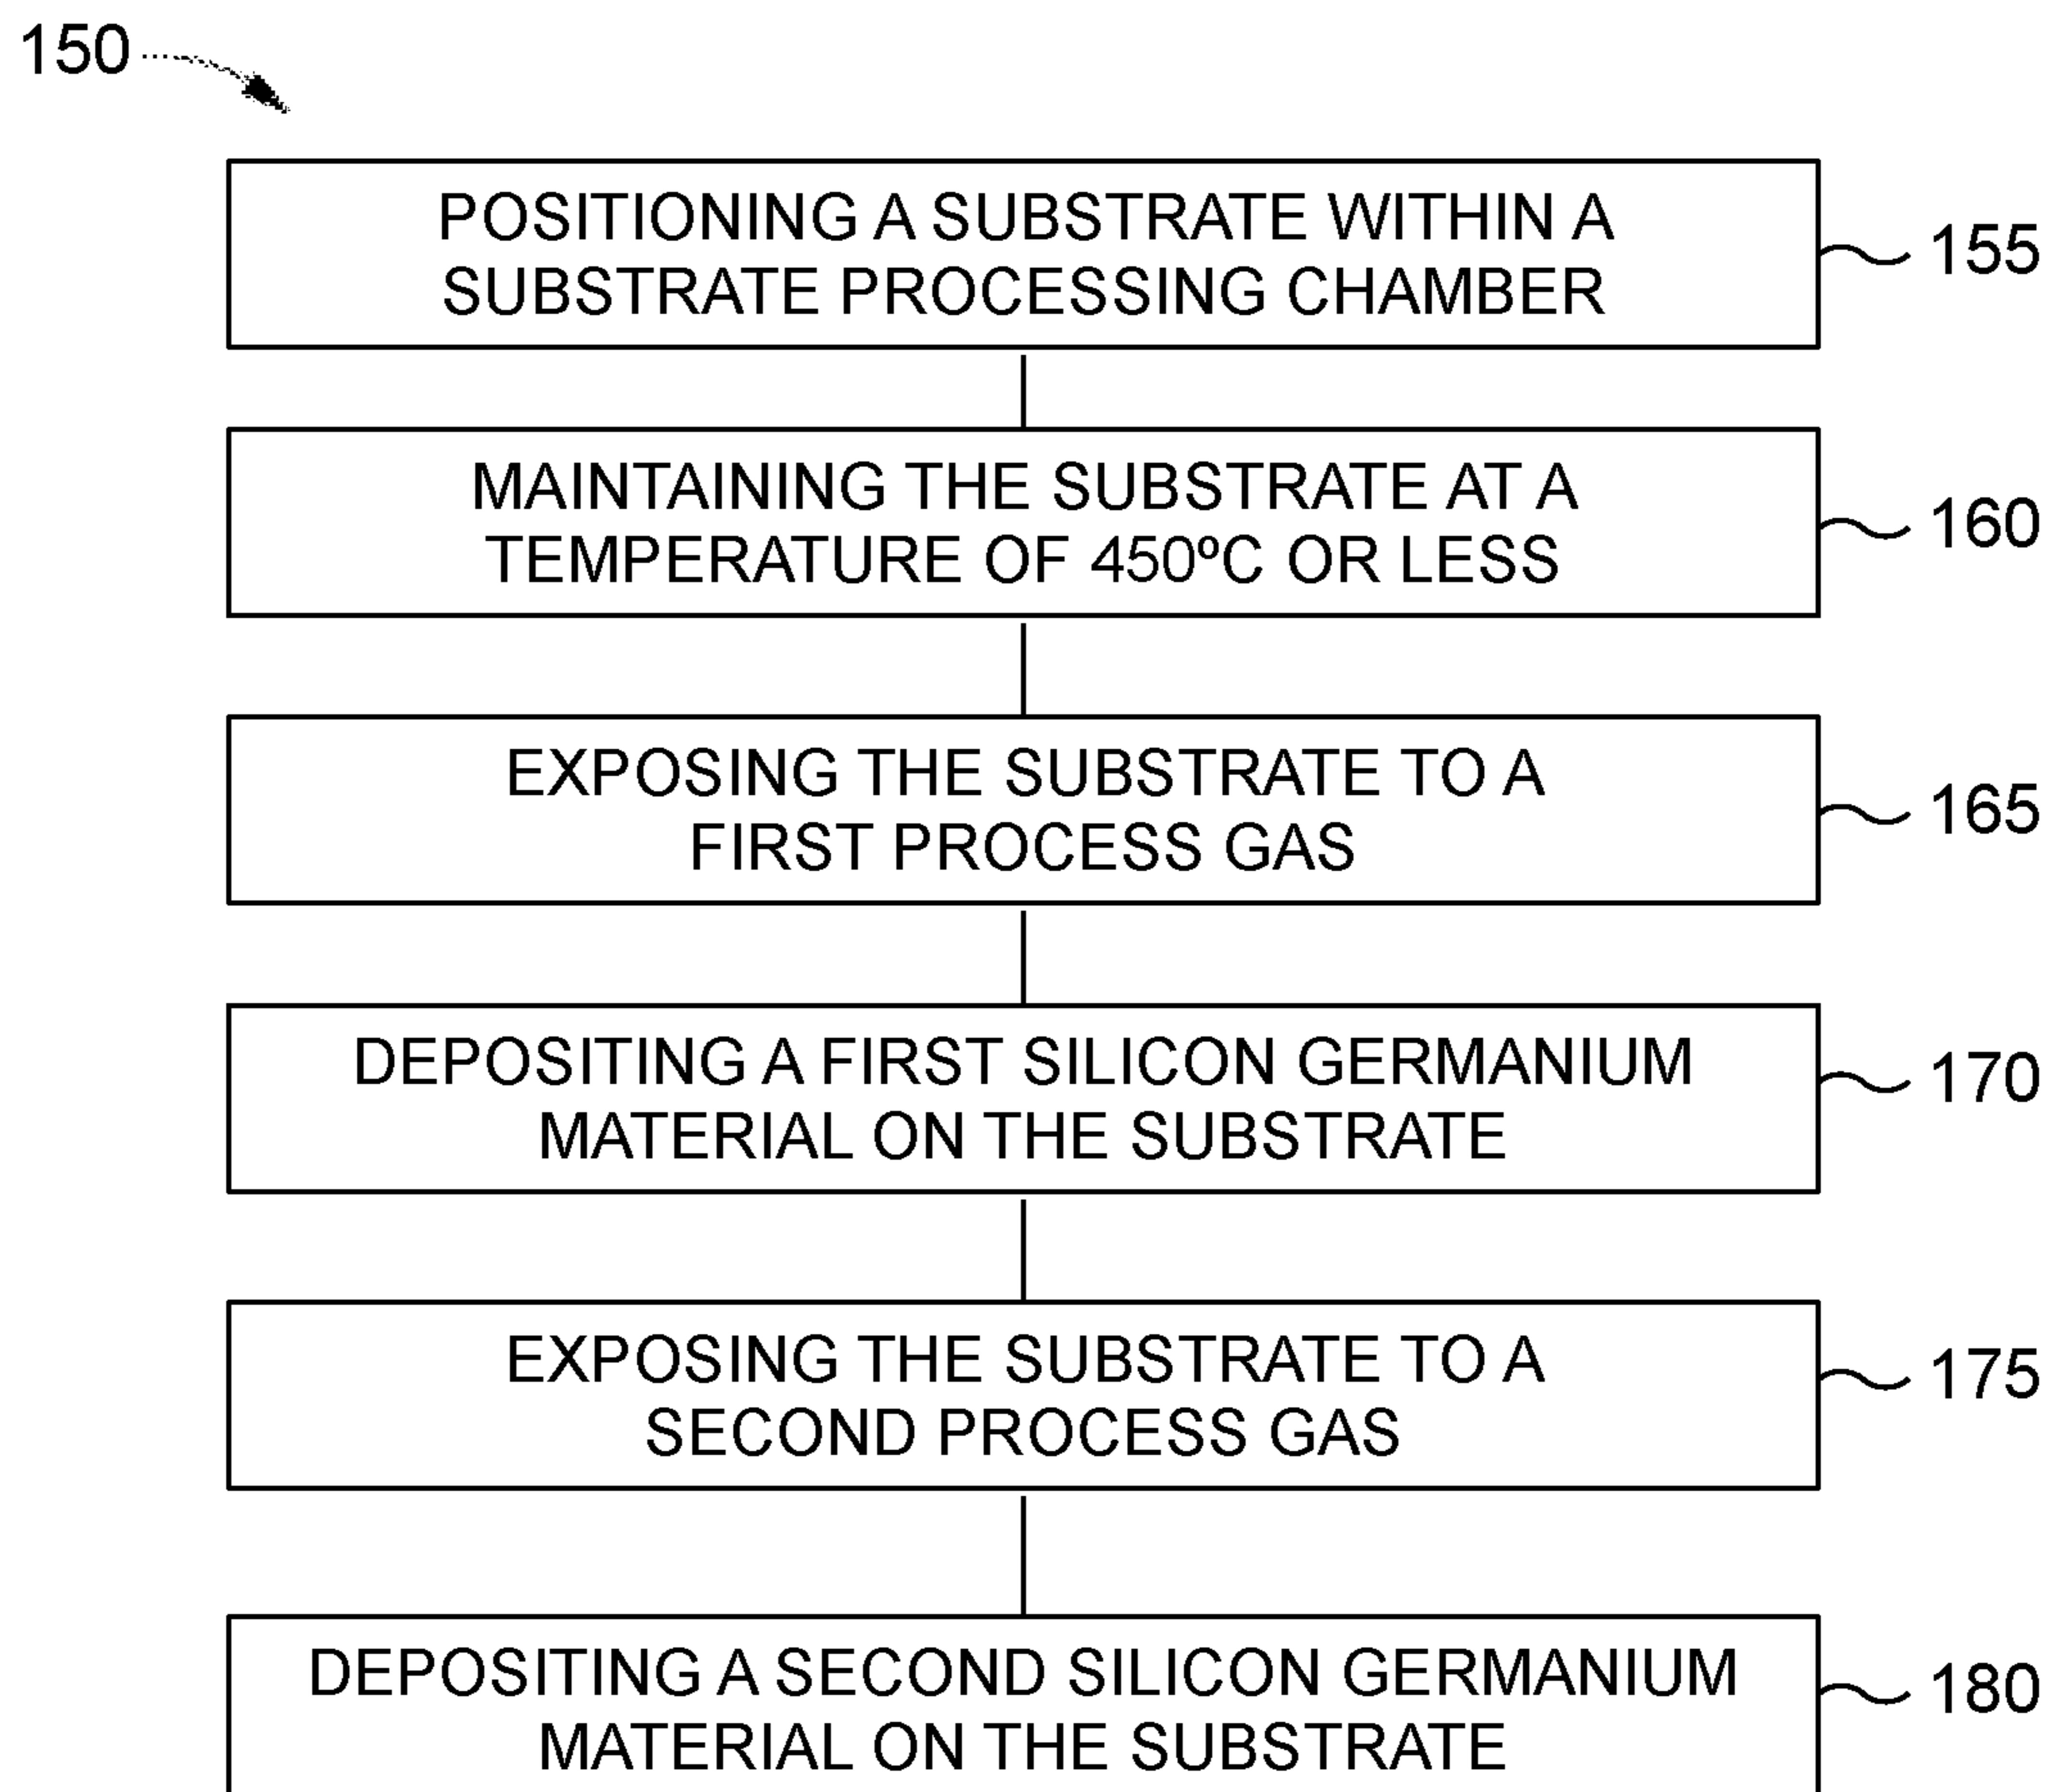 150
POSITIONING A SUBSTRATE WITHIN A
SUBSTRATE PROCESSING CHAMBER
155
MAINTAINING THE SUBSTRATE AT A
TEMPERATURE OF 450ºC OR LESS
160
EXPOSING THE SUBSTRATE TO A
FIRST PROCESS GAS
165
DEPOSITING A FIRST SILICON GERMANIUM
MATERIAL ON THE SUBSTRATE
170
EXPOSING THE SUBSTRATE TO A
SECOND PROCESS GAS
175
DEPOSITING A SECOND SILICON GERMANIUM
MATERIAL ON THE SUBSTRATE
180